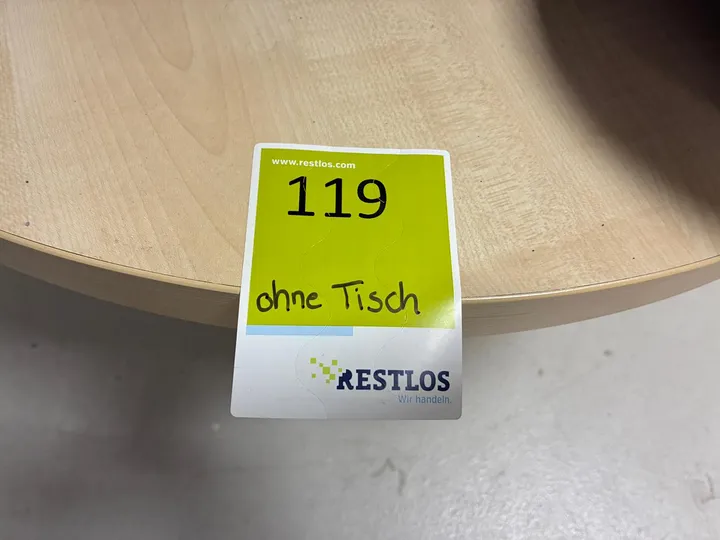 www.restlos.com
119
ohne Tisch
RESTLOS
Wir handeln.